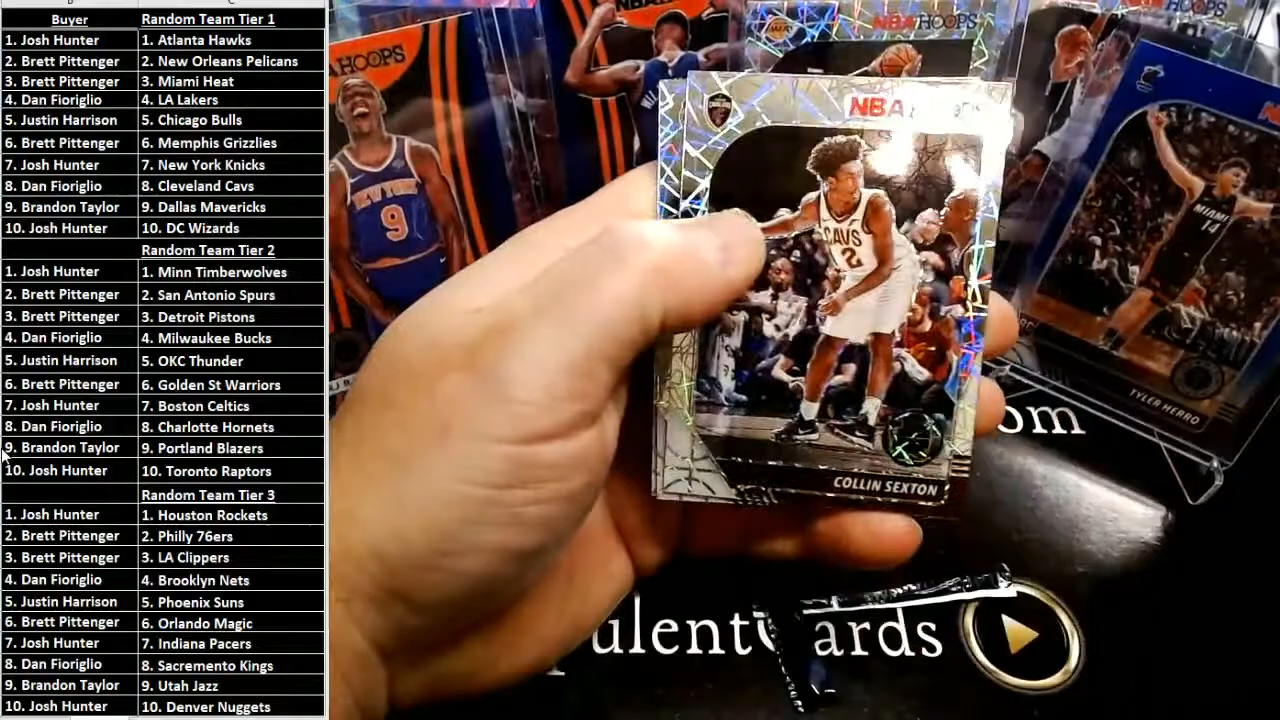 Buyer Random Team Tier 1
1. Josh Hunter 1. Atlanta Hawks
2. Brett Pittenger 2. New Orleans Pelicans
3. Brett Pittenger 3. Miami Heat
4. Dan Fioriglio 4. LA Lakers
5. Justin Harrison 5. Chicago Bulls
6. Brett Pittenger 6. Memphis Grizzlies
7. Josh Hunter 7. New York Knicks
8. Dan Fioriglio 8. Cleveland Cavs
9. Brandon Taylor 9. Dallas Mavericks
10. Josh Hunter 10. DC Wizards
Random Team Tier 2
1. Josh Hunter 1. Minn Timberwolves
2. Brett Pittenger 2. San Antonio Spurs
3. Brett Pittenger 3. Detroit Pistons
4. Dan Fioriglio 4. Milwaukee Bucks
5. Justin Harrison 5. OKC Thunder
6. Brett Pittenger 6. Golden St Warriors
7. Josh Hunter 7. Boston Celtics
8. Dan Fioriglio 8. Charlotte Hornets
9. Brandon Taylor 9. Portland Blazers
10. Josh Hunter 10. Toronto Raptors
Random Team Tier 3
1. Josh Hunter 1. Houston Rockets
2. Brett Pittenger 2. Philly 76ers
3. Brett Pittenger 3. LA Clippers
4. Dan Fioriglio 4. Brooklyn Nets
5. Justin Harrison 5. Phoenix Suns
6. Brett Pittenger 6. Orlando Magic
7. Josh Hunter 7. Indiana Pacers
8. Dan Fioriglio 8. Sacremento Kings
9. Brandon Taylor 9. Utah Jazz
10. Josh Hunter 10. Denver Nuggets
HOOPS
NEW YORK
9
NBA HOOPS
NBA
CAVS
2
COLLIN SEXTON
MIAMI
14
TYLER HERRO
om
ulent ards